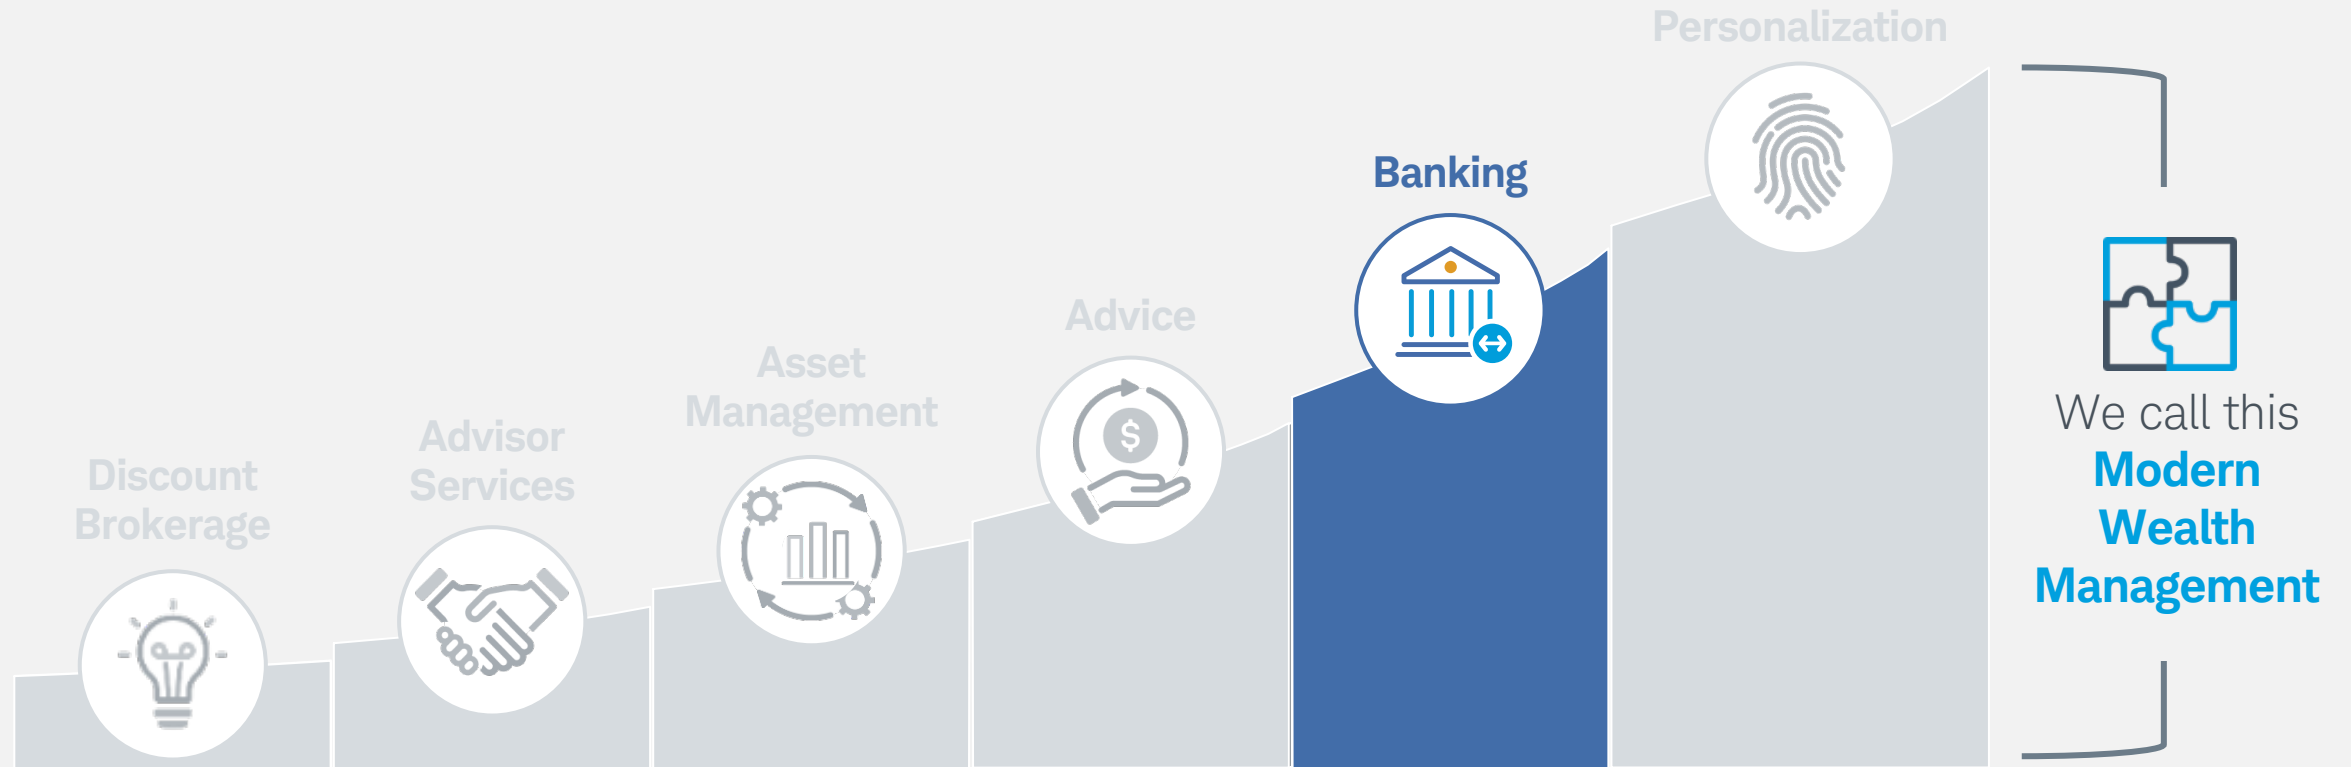 Discount
Brokerage
Advisor
Services
Asset
Management
Advice
$
Banking
Personalization
We call this
Modern
Wealth
Management